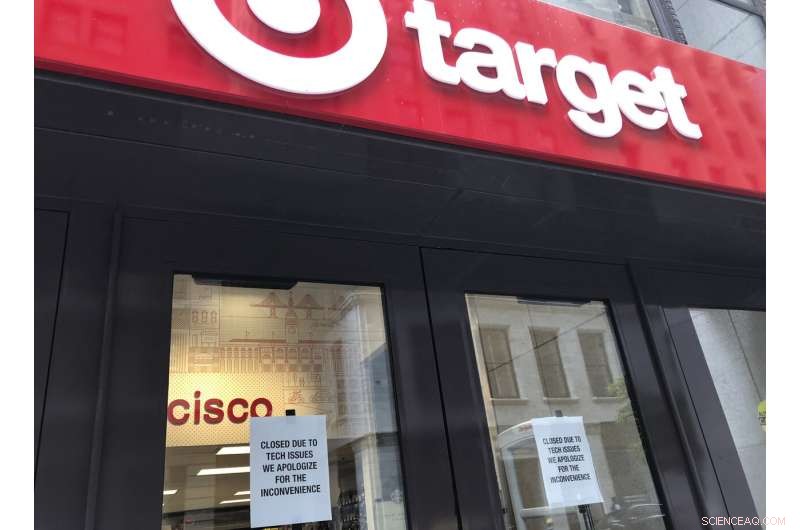 target
cisco
CLOSED DUE TO
TECH ISSUES
WE APOLOGIZE
FOR THE
INCONVENIENCE
CLOSED DUE TO
TECH ISSUES
WE APOLOGIZE
FOR THE
INCONVENIENCE
SCIENCEAQ.COM